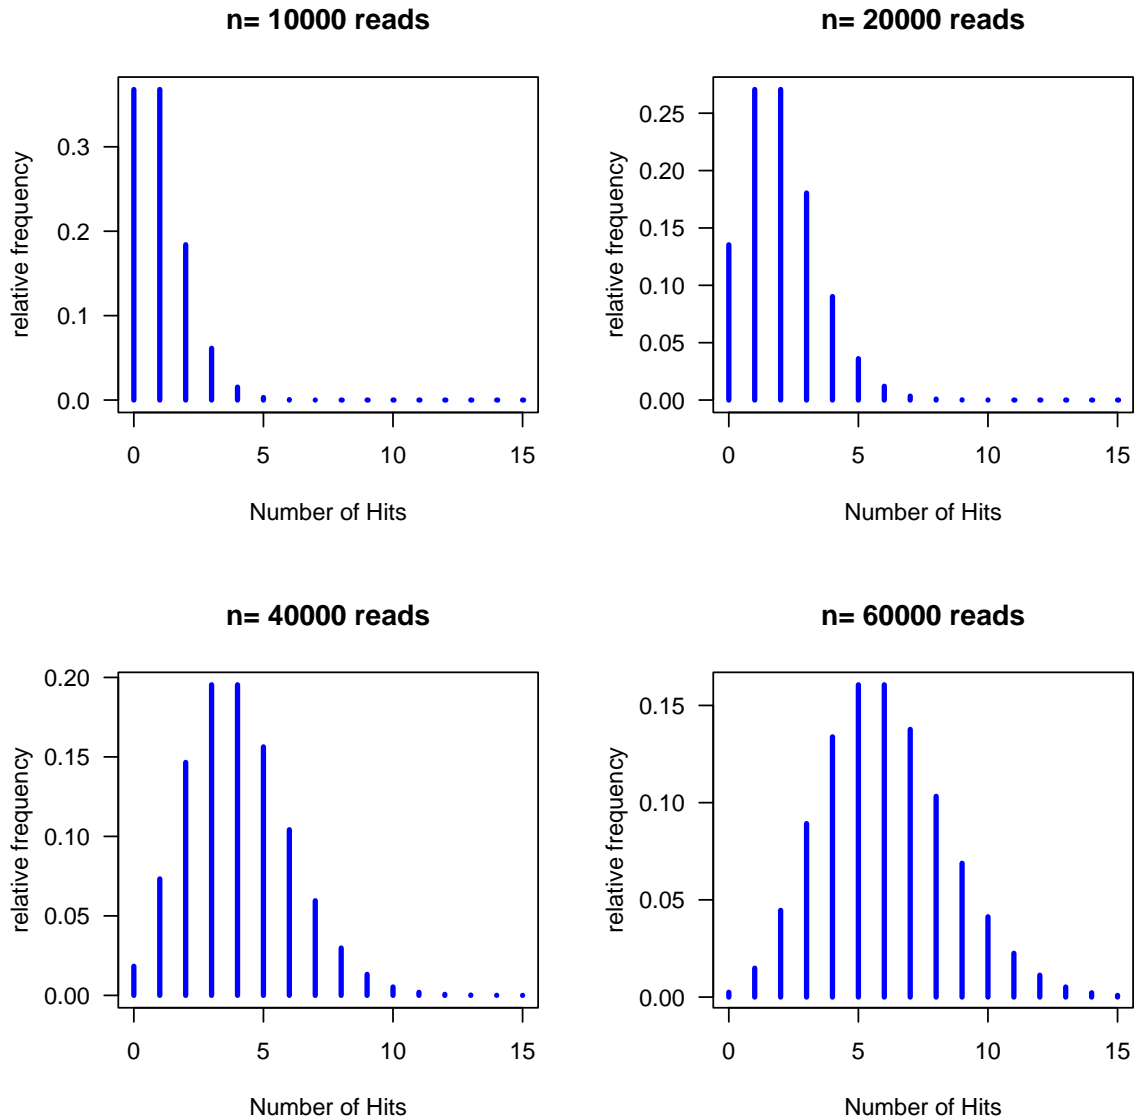 n= 10000 reads
relative frequency
0.3
0.2
0.1
0.0
0 5 10 15
Number of Hits
n= 20000 reads
relative frequency
0.25
0.20
0.15
0.10
0.05
0.00
0 5 10 15
Number of Hits
n= 40000 reads
relative frequency
0.20
0.15
0.10
0.05
0.00
0 5 10 15
Number of Hits
n= 60000 reads
relative frequency
0.15
0.10
0.05
0.00
0 5 10 15
Number of Hits